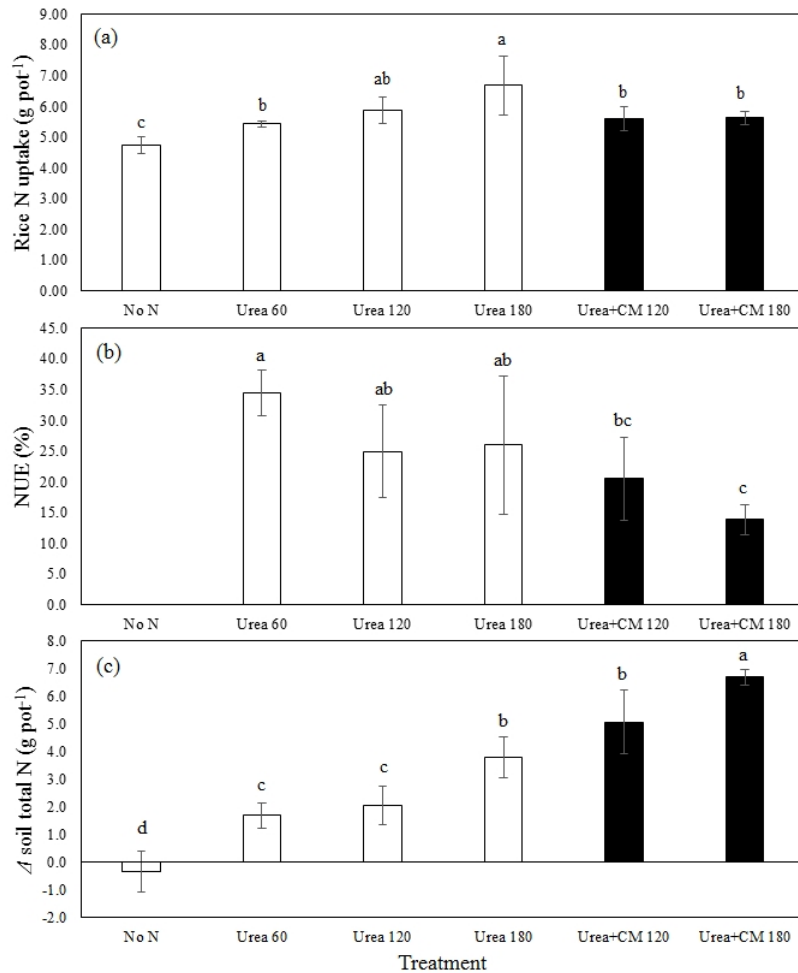 9.00
(a)
8.00
a
7.00
ab
b
b
b
6.00
c
5.00
4.00
3.00
2.00
1.00
0.00
Rice N uptake (g pot-1)
No N Urea 60 Urea 120 Urea 180 Urea+CM 120 Urea+CM 180
45.0
(b)
40.0
a
ab
ab
35.0
30.0
bc
25.0
20.0
c
15.0
10.0
5.0
0.0
NUE (%)
No N Urea 60 Urea 120 Urea 180 Urea+CM 120 Urea+CM 180
8.0
(c)
a
7.0
b
6.0
b
5.0
4.0
c
c
3.0
2.0
d
1.0
0.0
-1.0
-2.0
Δ soil total N (g pot-1)
No N Urea 60 Urea 120 Urea 180 Urea+CM 120 Urea+CM 180
Treatment